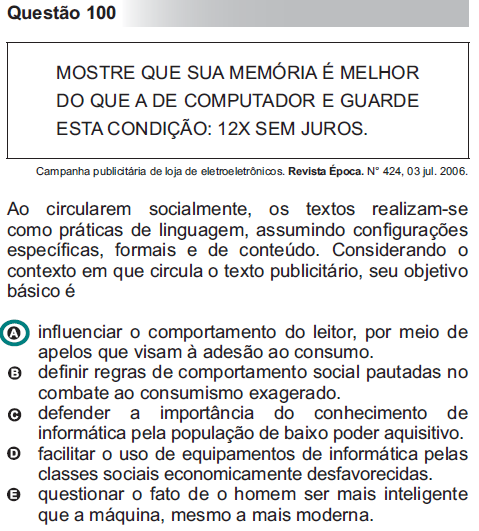 Questão 100
MOSTRE QUE SUA MEMÓRIA É MELHOR
DO QUE A DE COMPUTADOR E GUARDE
ESTA CONDIÇÃO: 12X SEM JUROS.
Campanha publicitária de loja de eletroeletrônicos. Revista Época. N° 424, 03 jul. 2006.
Ao circularem socialmente, os textos realizam-se
como práticas de linguagem, assumindo configurações
específicas, formais e de conteúdo. Considerando o
contexto em que circula o texto publicitário, seu objetivo
básico é
A influenciar o comportamento do leitor, por meio de
apelos que visam à adesão ao consumo.
B definir regras de comportamento social pautadas no
combate ao consumismo exagerado.
C defender a importância do conhecimento de
informática pela população de baixo poder aquisitivo.
D facilitar o uso de equipamentos de informática pelas
classes sociais economicamente desfavorecidas.
E questionar o fato de o homem ser mais inteligente
que a máquina, mesmo a mais moderna.